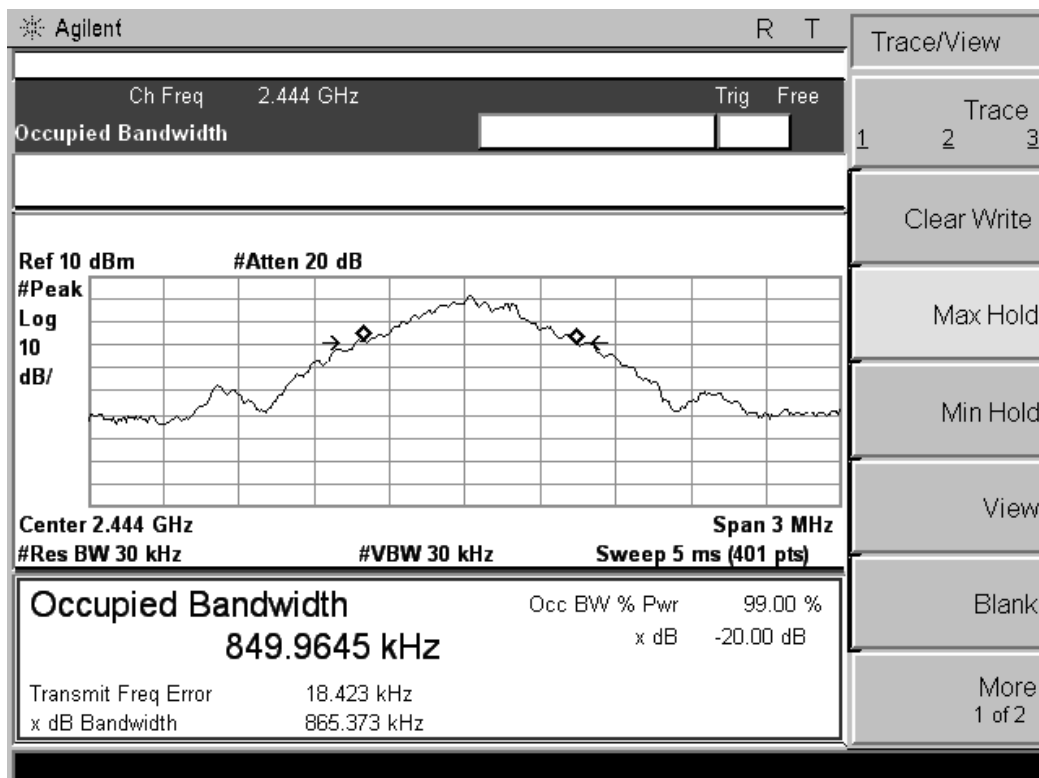 Agilent R T
Ch Freq 2.444 GHz Trig Free
Occupied Bandwidth
Ref 10 dBm #Atten 20 dB
#Peak
Log
10
dB/
Center 2.444 GHz Span 3 MHz
#Res BW 30 kHz #VBW 30 kHz Sweep 5 ms (401 pts)
Occupied Bandwidth
849.9645 kHz
Occ BW % Pwr 99.00 %
x dB -20.00 dB
Transmit Freq Error 18.423 kHz
x dB Bandwidth 865.373 kHz
Trace/View
Trace
1 2 3
Clear Write
Max Hold
Min Hold
View
Blank
More
1 of 2